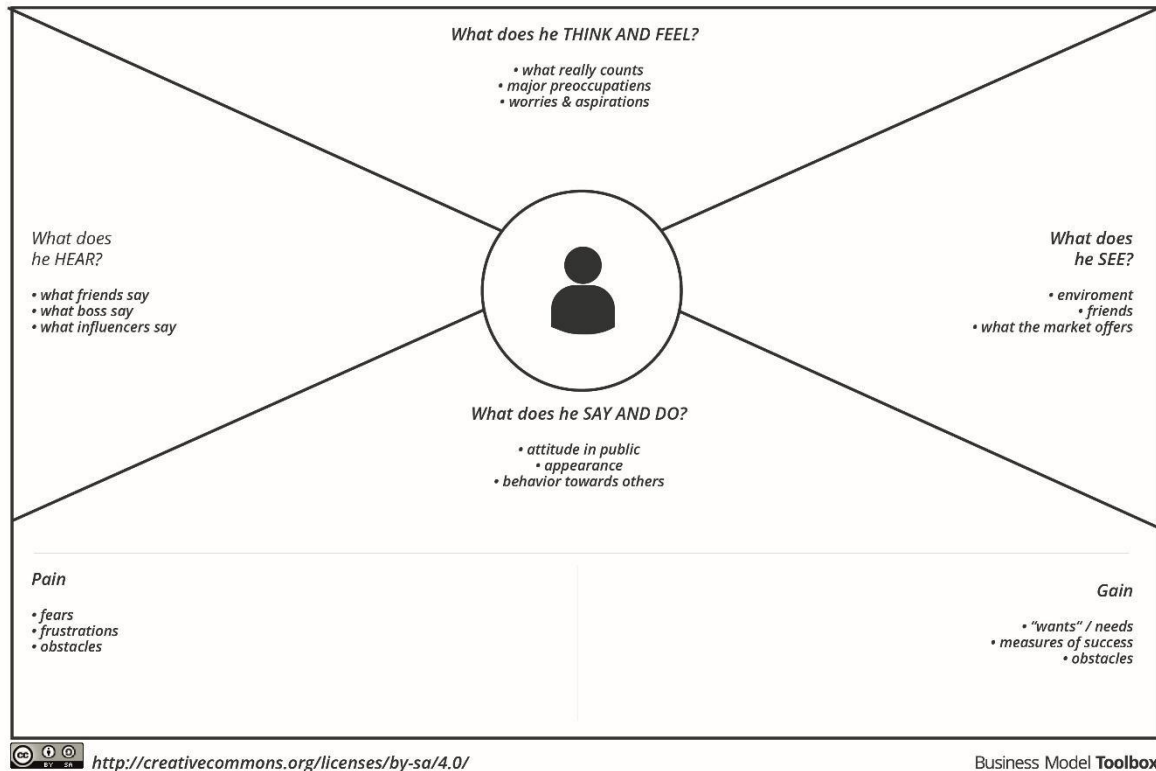 What does he THINK AND FEEL?
• what really counts
• major preoccupatiens
• worries & aspirations
What does
he HEAR?
• what friends say
• what boss say
• what influencers say
What does
he SEE?
• enviroment
• friends
• what the market offers
What does he SAY AND DO?
• attitude in public
• appearance
• behavior towards others
Pain
• fears
• frustrations
• obstacles
Gain
• “wants” / needs
• measures of success
• obstacles
cc BY SA
http://creativecommons.org/licenses/by-sa/4.0/
Business Model Toolbox